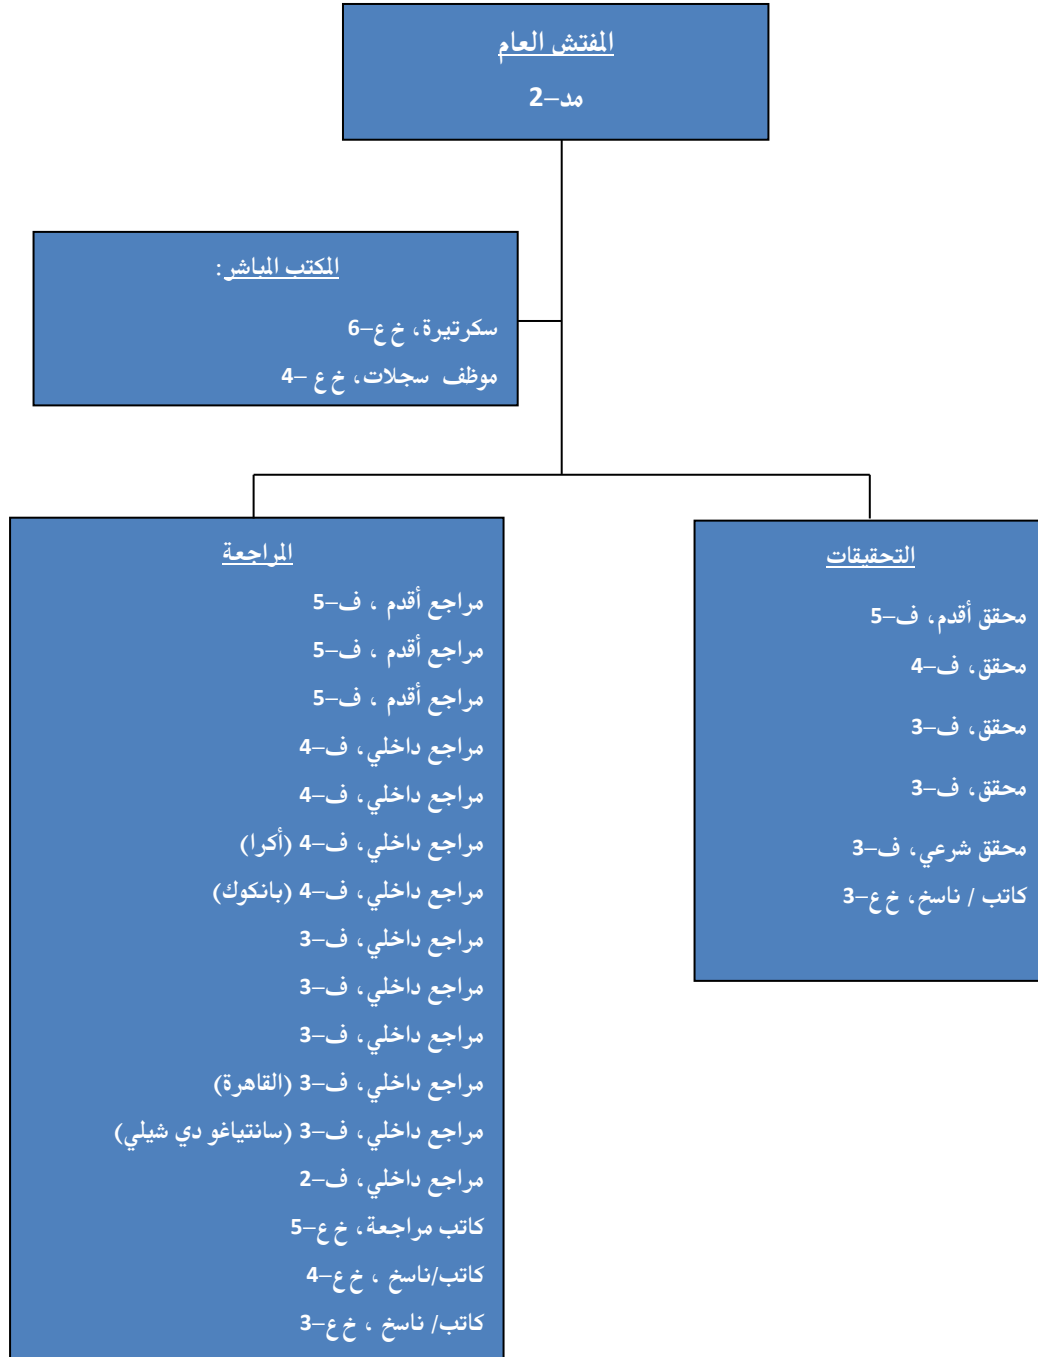 المفتش العام
مد–2
المكتب المباشر:
سكرتيرة، خ ع–6
موظف سجلات، خ ع –4
التحقيقات
محقق أقدم، ف–5
محقق، ف–4
محقق، ف–3
محقق، ف–3
محقق شرعي، ف–3
كاتب / ناسخ، خ ع–3
المراجعة
مراجع أقدم ، ف–5
مراجع أقدم ، ف–5
مراجع أقدم ، ف–5
مراجع داخلي، ف–4
مراجع داخلي، ف–4
مراجع داخلي، ف–4 (أكرا)
مراجع داخلي، ف–4 (بانكوك)
مراجع داخلي، ف–3
مراجع داخلي، ف–3
مراجع داخلي، ف–3
مراجع داخلي، ف–3 (القاهرة)
مراجع داخلي، ف–3 (سانتياغو دي شيلي)
مراجع داخلي، ف–2
كاتب مراجعة، خ ع–5
كاتب/ناسخ ، خ ع–4
كاتب/ ناسخ ، خ ع–3